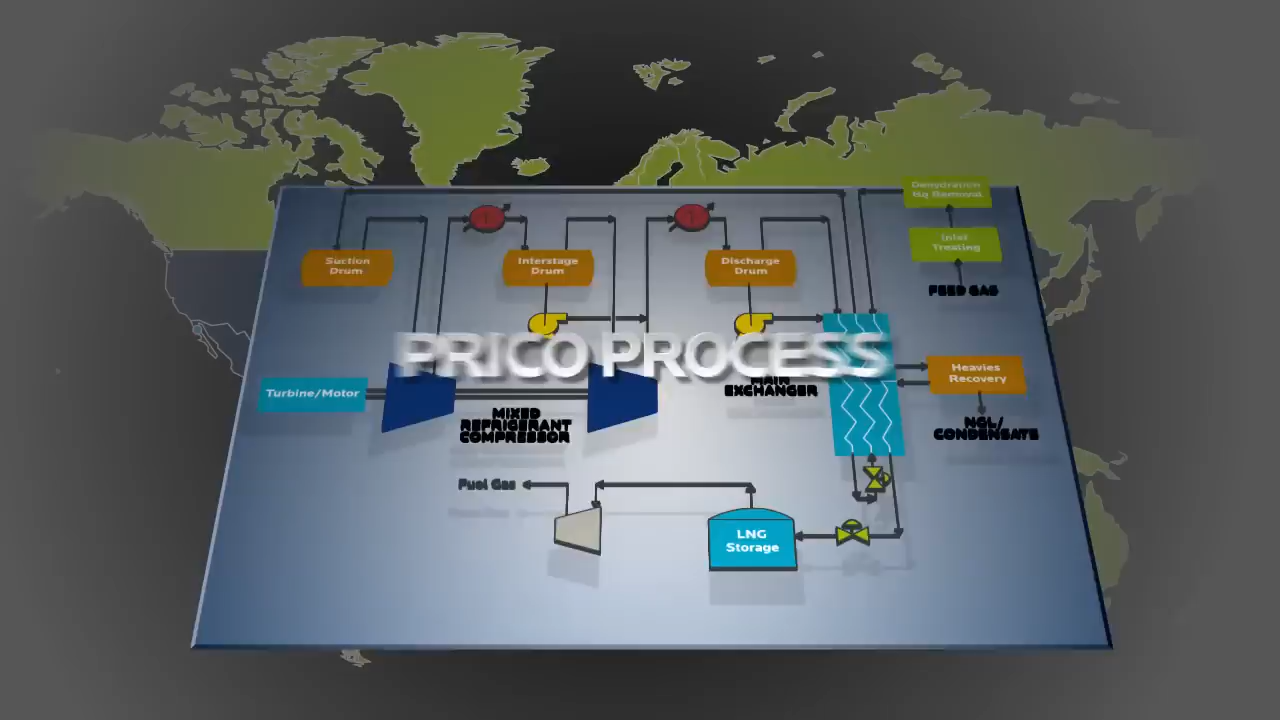 Dehydration
Hg Removal
Inlet
Treating
FEED GAS
Suction
Drum
Interstage
Drum
Discharge
Drum
PRICO PROCESS
Turbine/Motor
MIXED
REFRIGERANT
COMPRESSOR
MAIN
EXCHANGER
Heavies
Recovery
NGL/
CONDENSATE
Fuel Gas
LNG
Storage